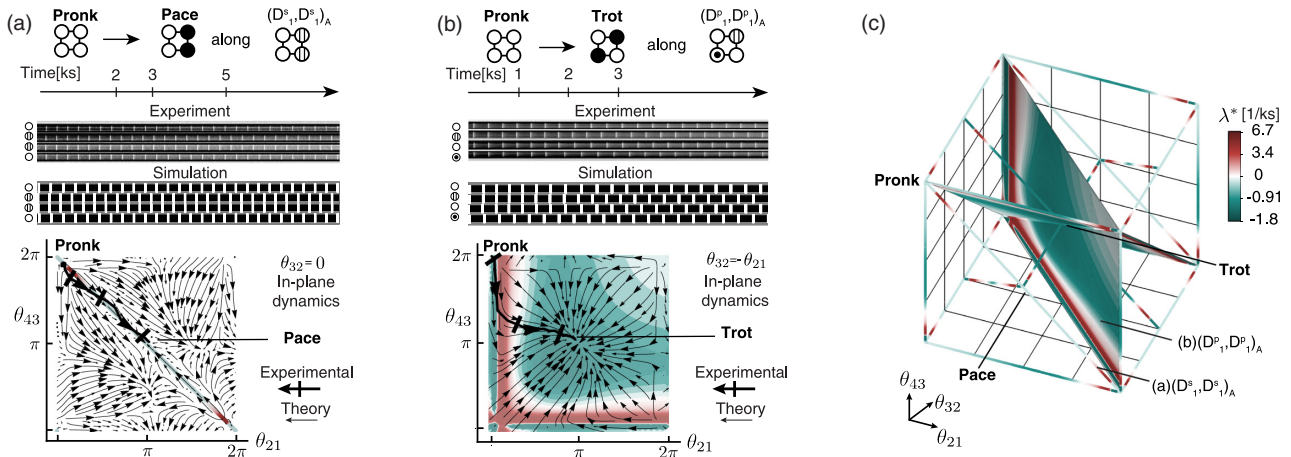 (a)
Pronk
Pace
along
(D^s_1,D^s_1)_A
Time[ks]
2
3
5
Experiment
Simulation
Pronk
2π
θ_32=0
In-plane
dynamics
θ_43
π
Pace
Experimental
Theory
π
2π
θ_21
(b)
Pronk
Trot
along
(D^p_1,D^p_1)_A
Time[ks]
1
2
3
Experiment
Simulation
Pronk
2π
θ_32=-θ_21
In-plane
dynamics
θ_43
π
Trot
Experimental
Theory
π
2π
θ_21
(c)
λ* [1/ks]
6.7
3.4
0
-0.91
-1.8
Pronk
Trot
(b)(D^p_1,D^p_1)_A
Pace
(a)(D^s_1,D^s_1)_A
θ_43
θ_32
θ_21